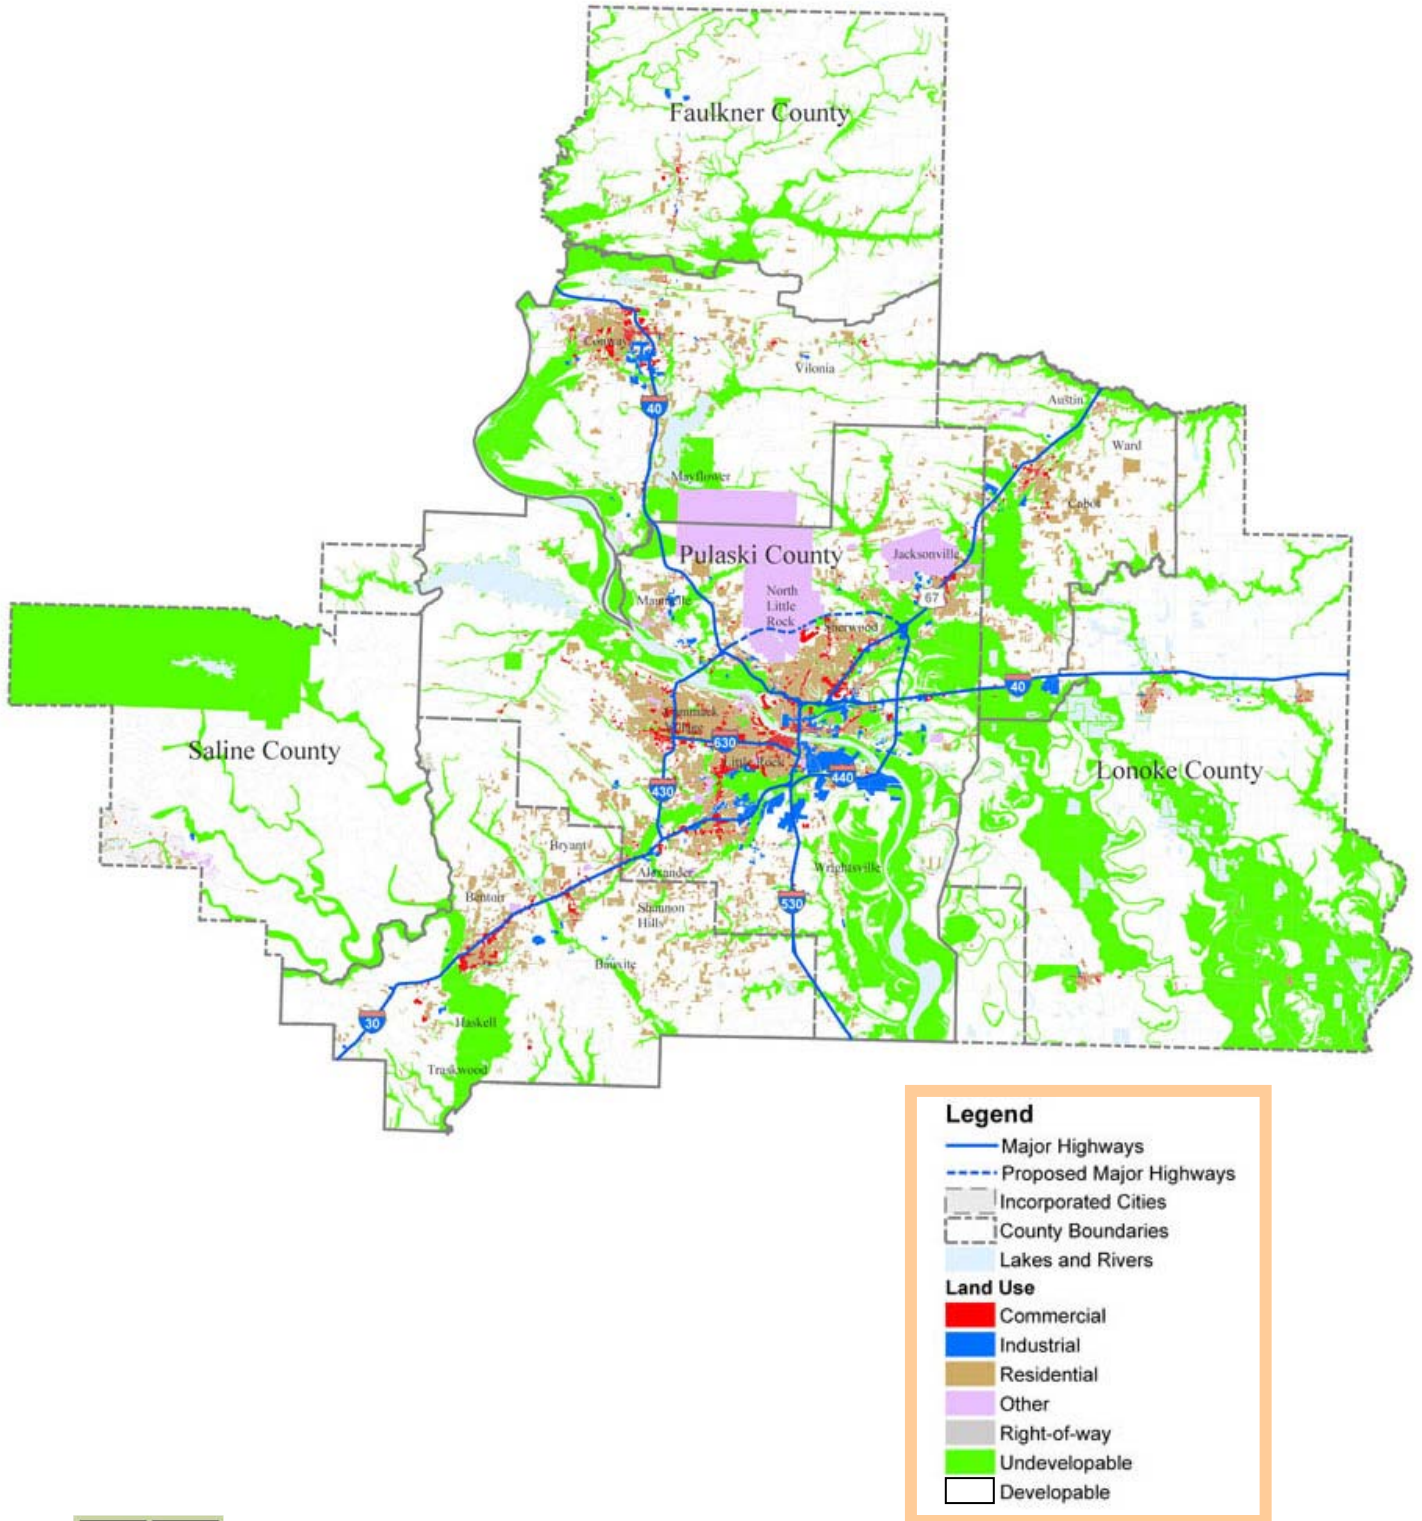 Faulkner County
Conway
Vilonia
40
Austin
Ward
Mayflower
Cabot
Pulaski County
Jacksonville
Maumelle
North
Little
Rock
67
Sherwood
40
Saline County
630
Little Rock
Lonoke County
440
430
Bryant
Wrightsville
Alexander
Benton
530
Shannon
Hills
Bauxite
30
Haskell
Traskwood
Legend
Major Highways
Proposed Major Highways
Incorporated Cities
County Boundaries
Lakes and Rivers
Land Use
Commercial
Industrial
Residential
Other
Right-of-way
Undevelopable
Developable